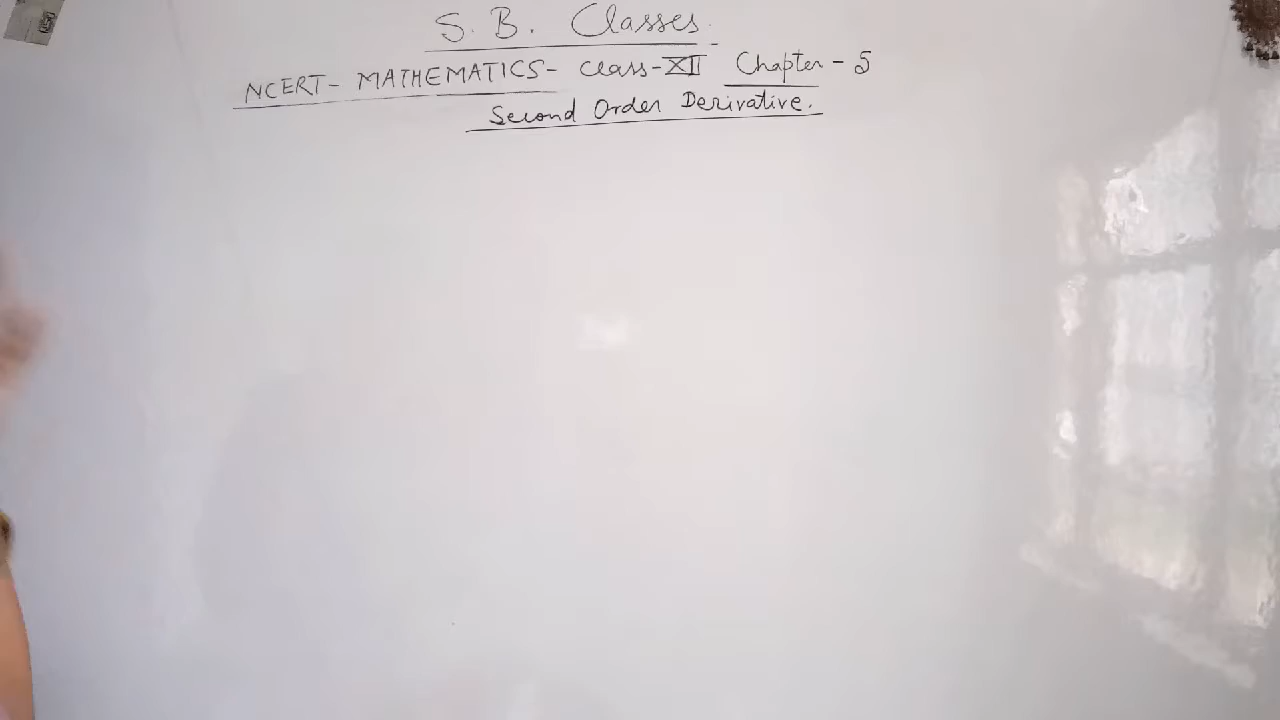 S. B. Classes.
NCERT- MATHEMATICS- Class-XII Chapter - 5
Second Order Derivative.